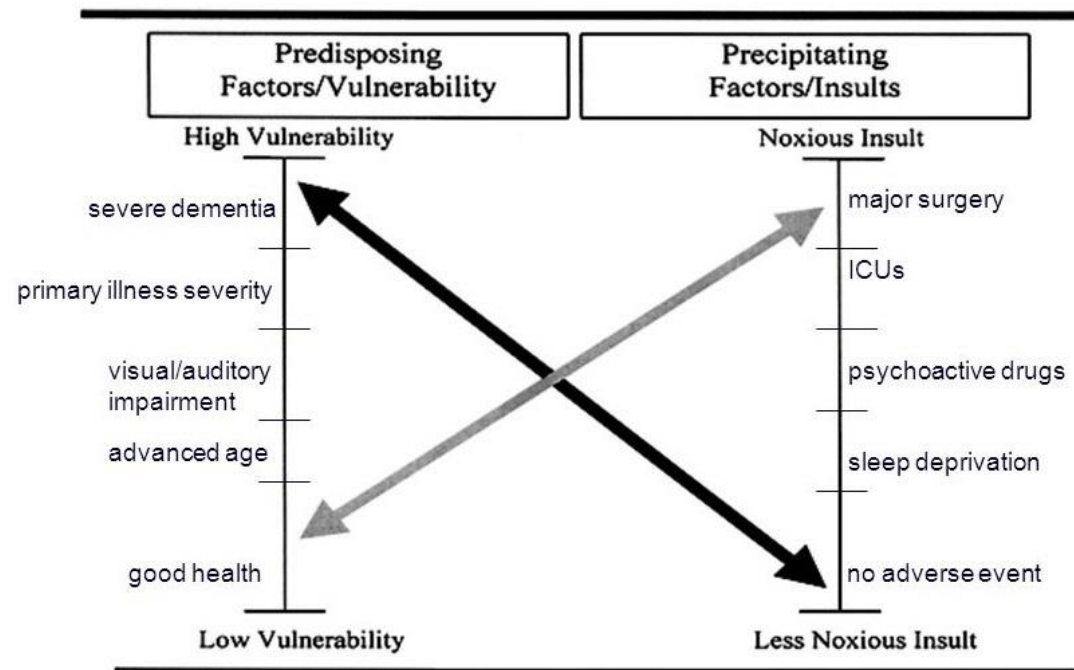 Predisposing
Factors/Vulnerability
Precipitating
Factors/Insults
High Vulnerability
Noxious Insult
severe dementia
major surgery
primary illness severity
ICUs
visual/auditory
impairment
psychoactive drugs
advanced age
sleep deprivation
good health
no adverse event
Low Vulnerability
Less Noxious Insult